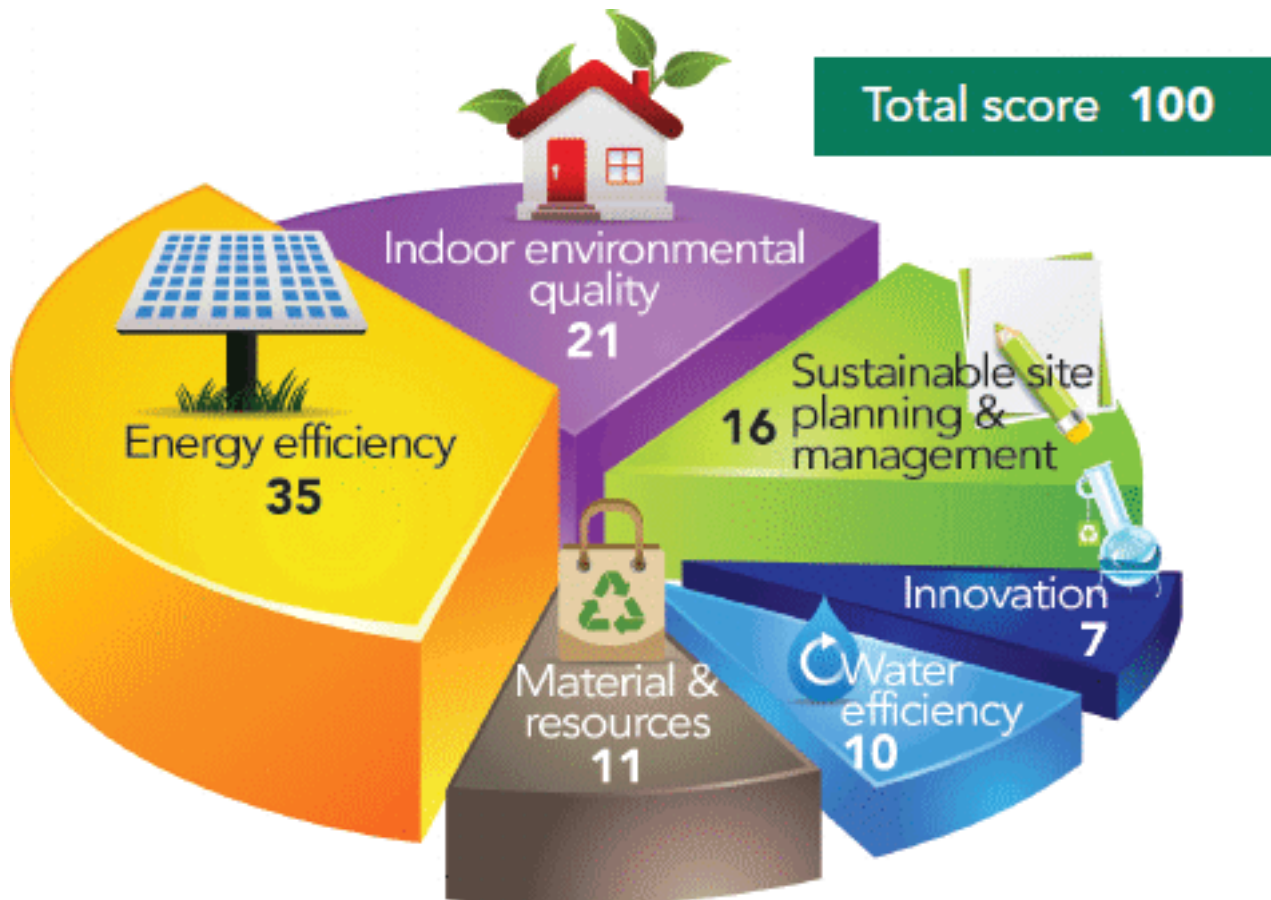 Total score 100
Indoor environmental
quality
21
Energy efficiency
35
Sustainable site
16 planning &
management
Innovation
7
Water
efficiency
10
Material &
resources
11